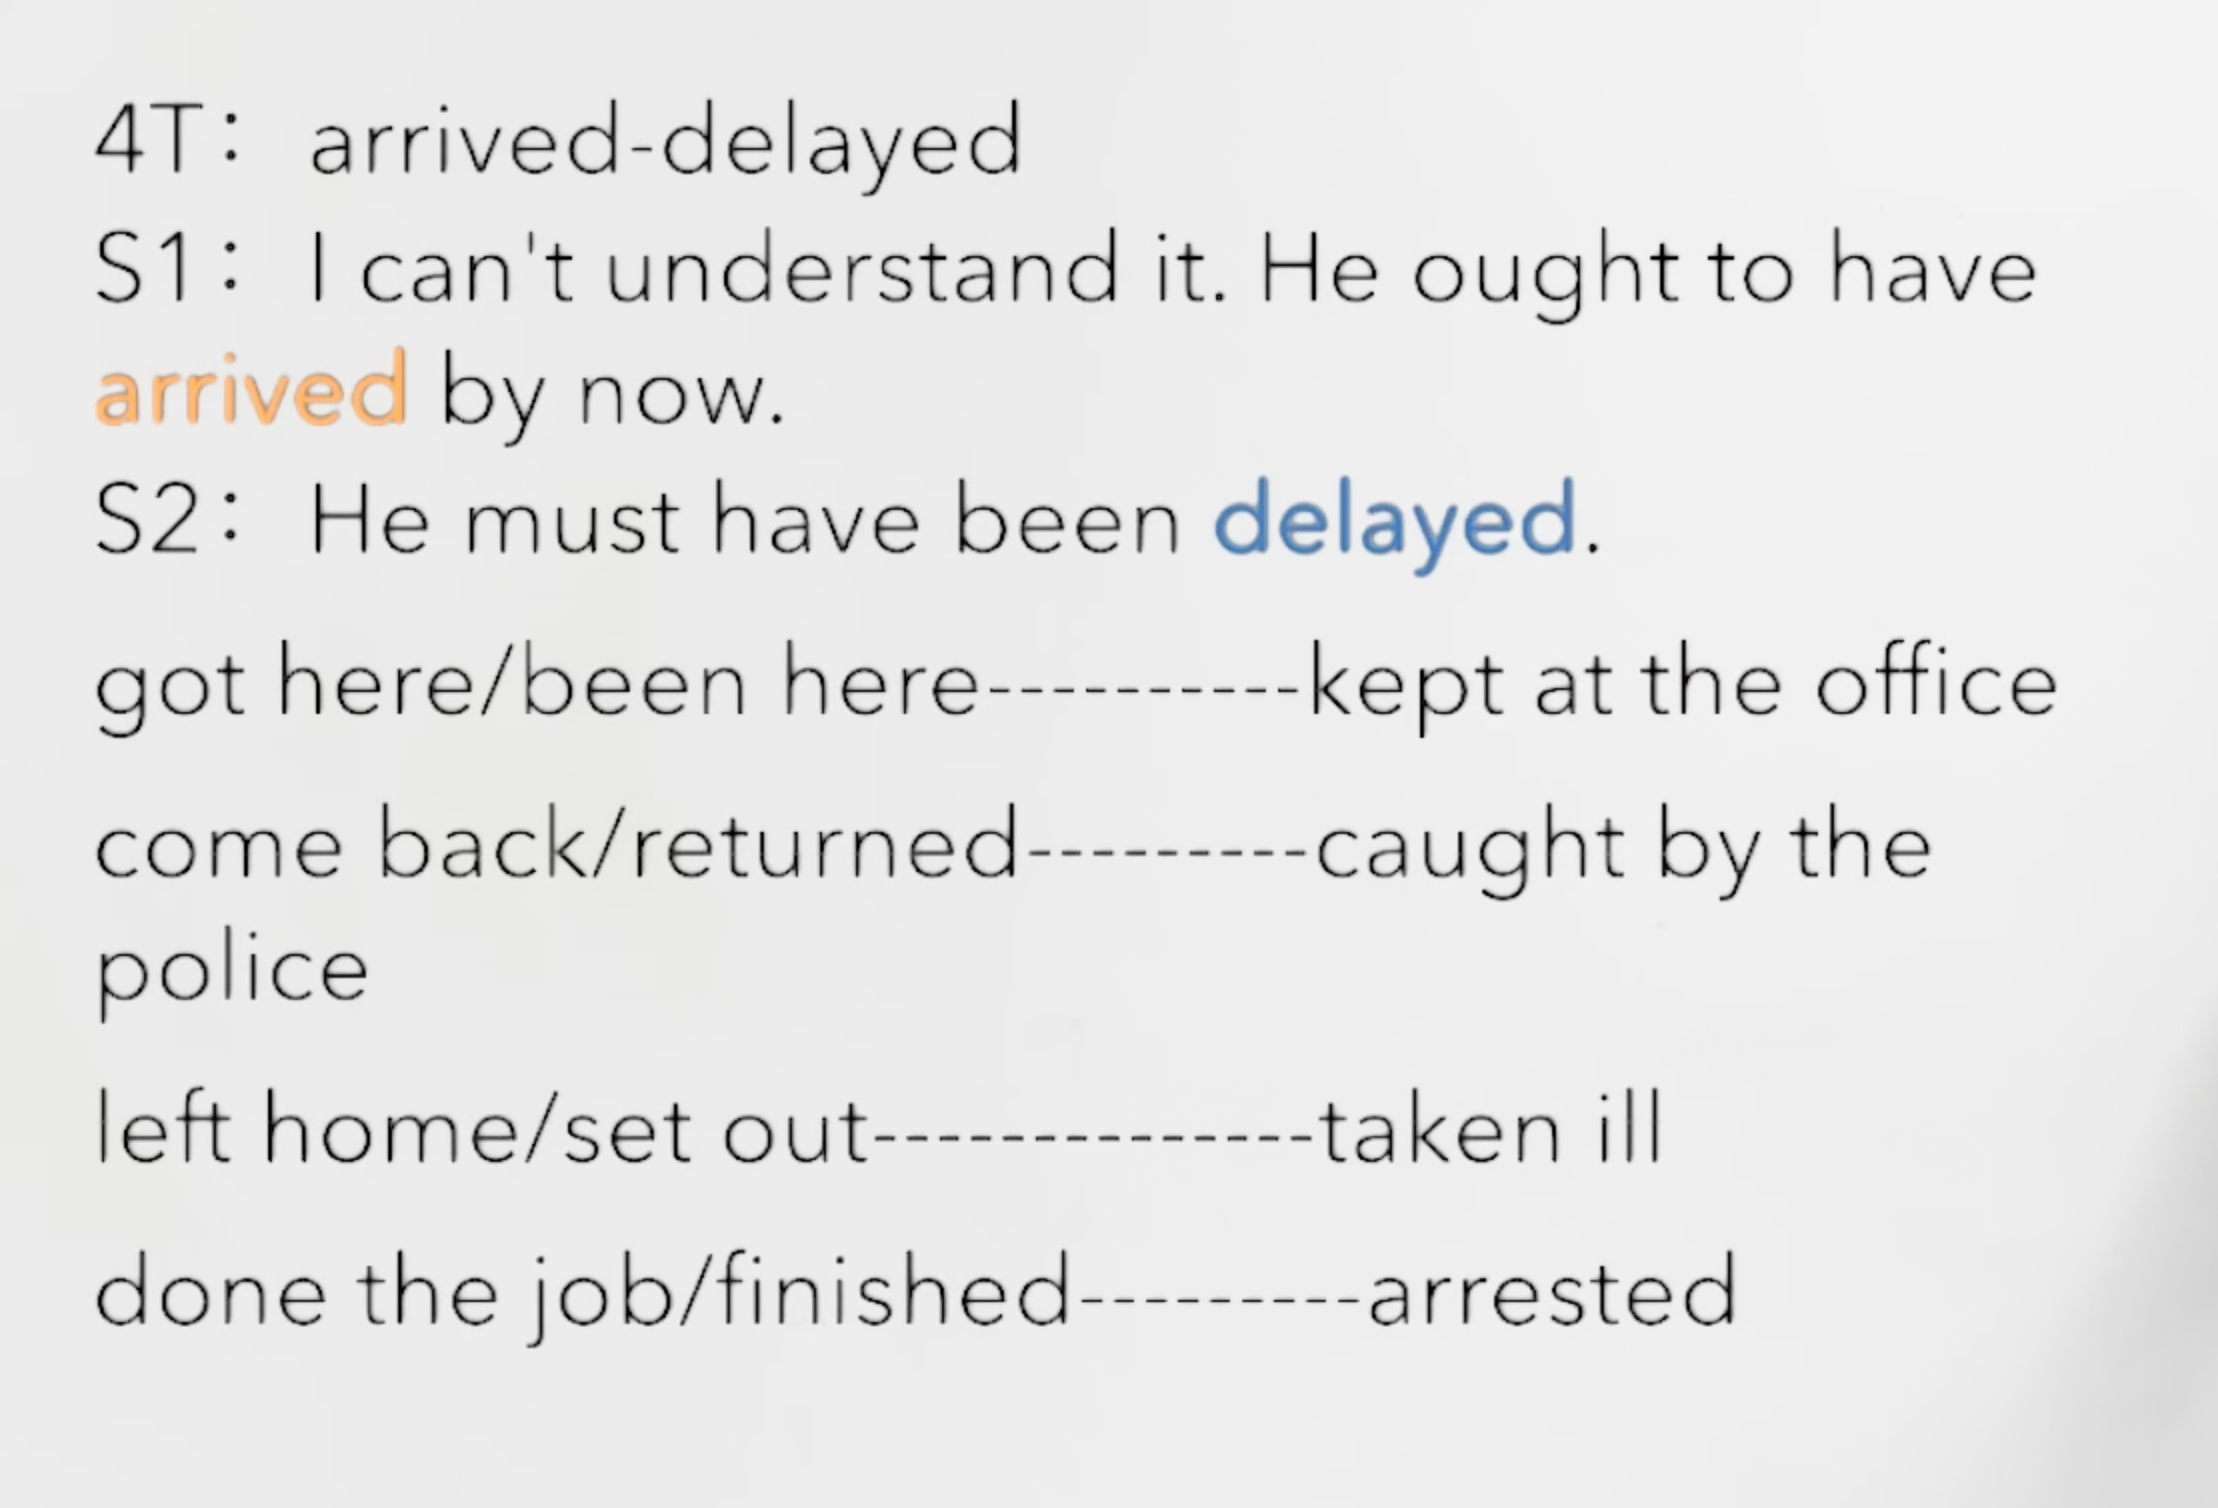 4T： arrived-delayed
S1： I can't understand it. He ought to have
arrived by now.
S2： He must have been delayed.
got here/been here----------kept at the office
come back/returned---------caught by the
police
left home/set out--------------taken ill
done the job/finished---------arrested